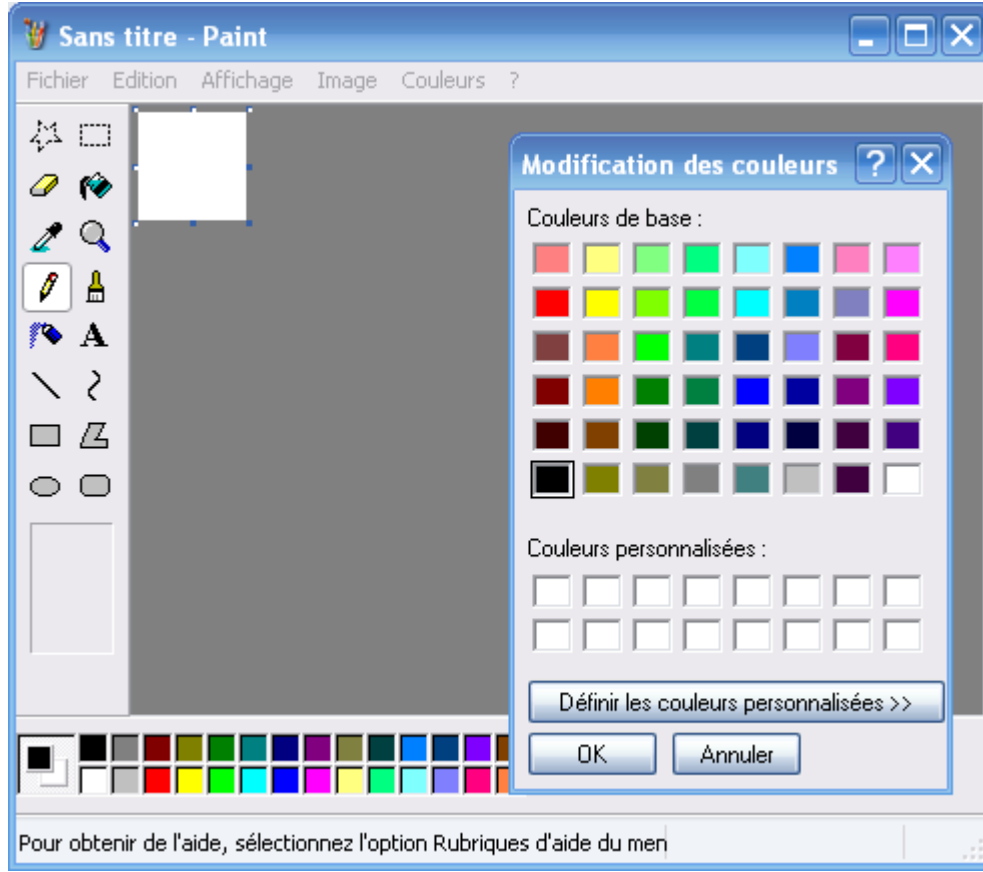 Sans titre - Paint
Fichier Edition Affichage Image Couleurs ?
A
Modification des couleurs ?
Couleurs de base :
Couleurs personnalisées :
Définir les couleurs personnalisées >>
OK Annuler
Pour obtenir de l'aide, sélectionnez l'option Rubriques d'aide du men